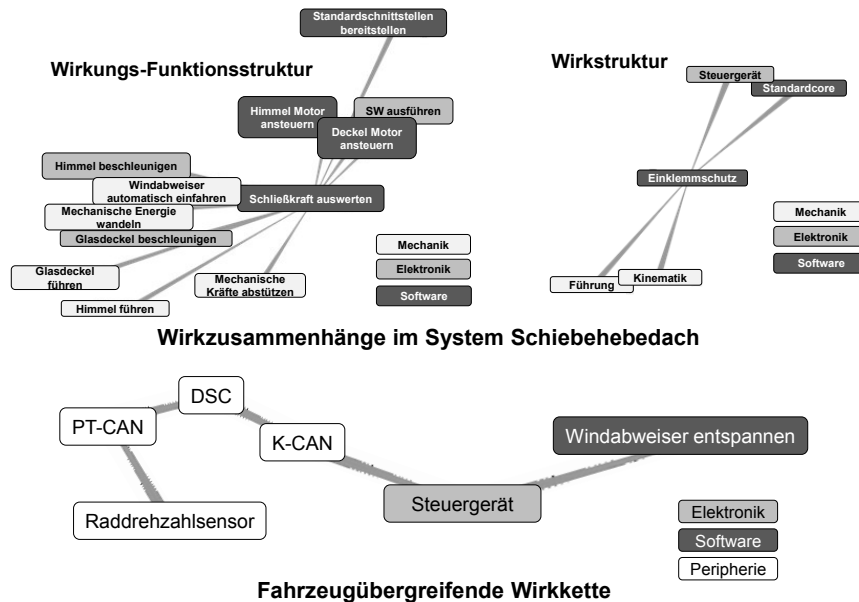 Standardschnittstellen
bereitstellen
Wirkungs-Funktionsstruktur
Himmel Motor
ansteuern
SW ausführen
Deckel Motor
ansteuern
Himmel beschleunigen
Windabweiser
automatisch einfahren
Schließkraft auswerten
Mechanische Energie
wandeln
Glasdeckel beschleunigen
Glasdeckel
führen
Mechanische
Kräfte abstützen
Himmel führen
Mechanik
Elektronik
Software
Wirkstruktur
Steuergerät
Standardcore
Einklemmschutz
Führung
Kinematik
Mechanik
Elektronik
Software
Wirkzusammenhänge im System Schiebehebedach
DSC
PT-CAN
K-CAN
Windabweiser entspannen
Raddrehzahlsensor
Steuergerät
Elektronik
Software
Peripherie
Fahrzeugübergreifende Wirkkette